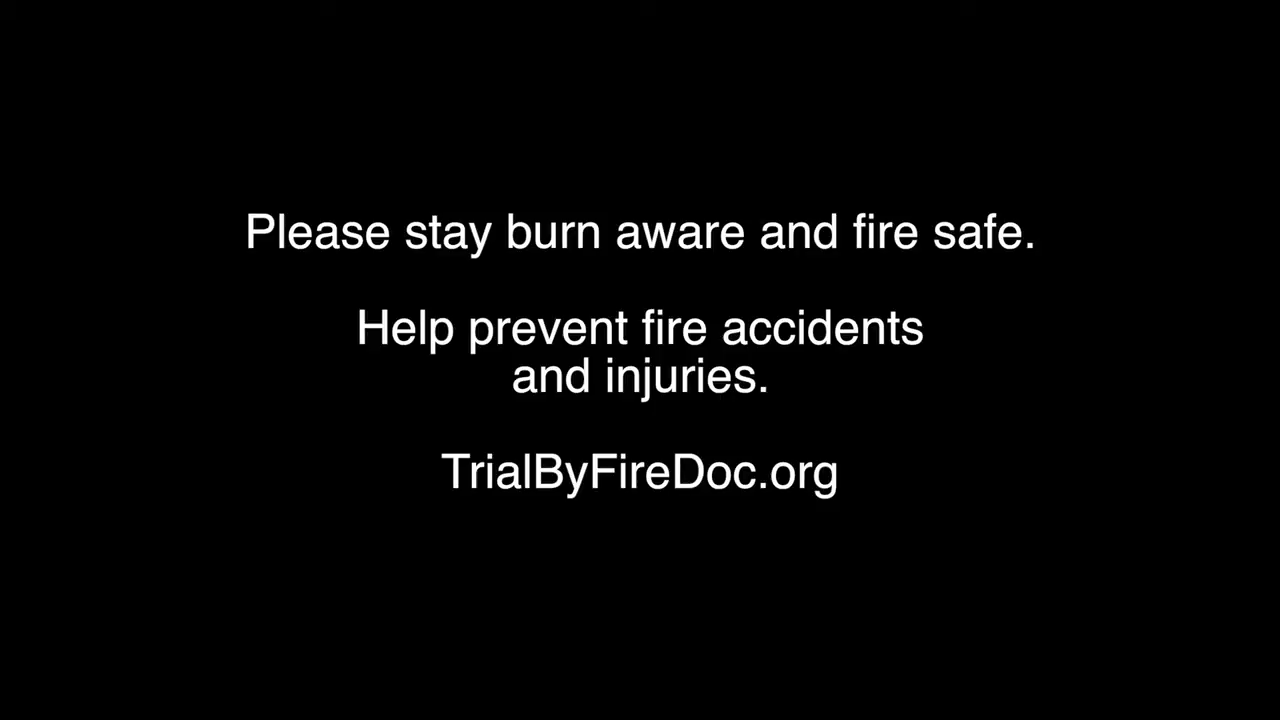 Please stay burn aware and fire safe.
Help prevent fire accidents
and injuries.
TrialByFireDoc.org